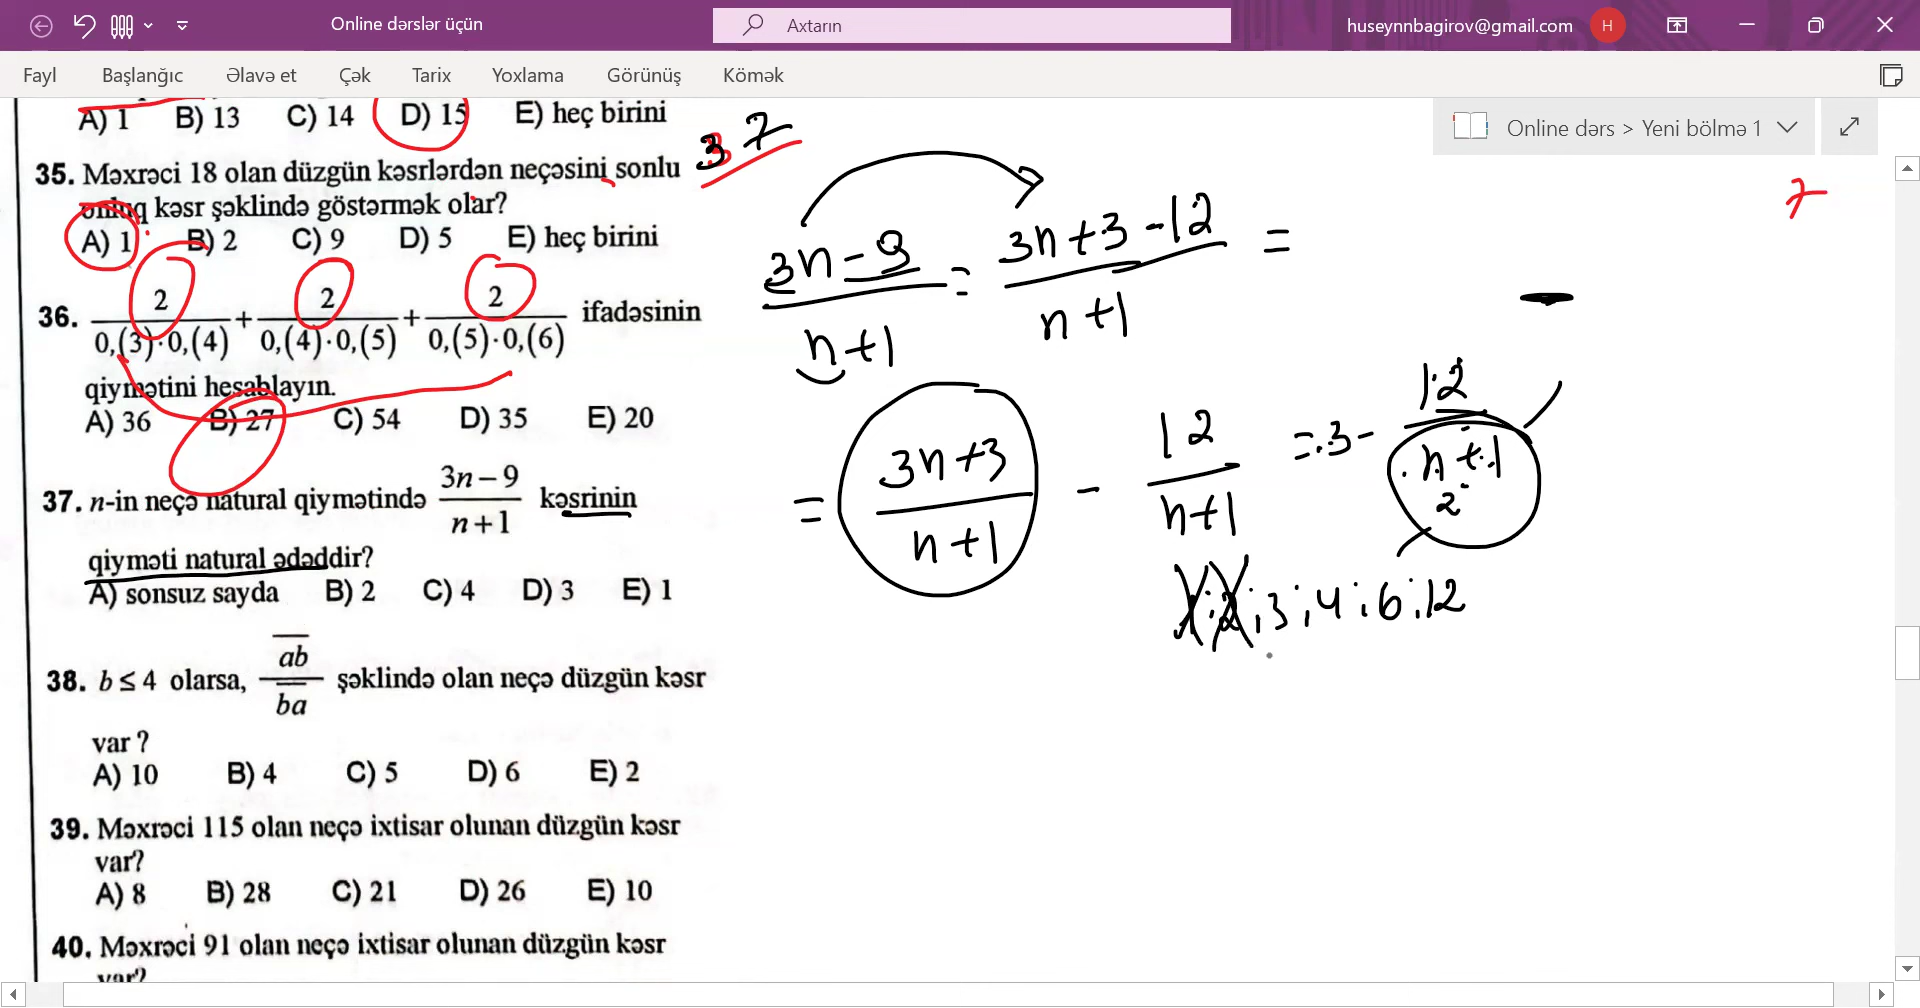 Online dərslər üçün
Axtarın
huseynnbagirov@gmail.com
H
Fayl Başlanğıc Əlavə et Çək Tarix Yoxlama Görünüş Kömək
Online dərs > Yeni bölmə 1
A) 1 B) 13 C) 14 D) 15 E) heç birini
35. Məxrəci 18 olan düzgün kəsrlərdən neçəsini sonlu
onluq kəsr şəklində göstərmək olar?
A) 1 B) 2 C) 9 D) 5 E) heç birini
36. 2/0,(3)·0,(4) + 2/0,(4)·0,(5) + 2/0,(5)·0,(6) ifadəsinin
qiymətini hesablayın.
A) 36 B) 27 C) 54 D) 35 E) 20
37. n-in neçə natural qiymətində 3n−9/n+1 kəsrinin
qiyməti natural ədəddir?
A) sonsuz sayda B) 2 C) 4 D) 3 E) 1
38. b ≤ 4 olarsa, ab/ba şəklində olan neçə düzgün kəsr
var ?
A) 10 B) 4 C) 5 D) 6 E) 2
39. Məxrəci 115 olan neçə ixtisar olunan düzgün kəsr
var?
A) 8 B) 28 C) 21 D) 26 E) 10
40. Məxrəci 91 olan neçə ixtisar olunan düzgün kəsr
var?
37
7
3n-9/n+1 = 3n+3-12/n+1 =
= 3n+3/n+1 - 12/n+1 = 3 - 12/n+1
2
1;2;3;4;6;12